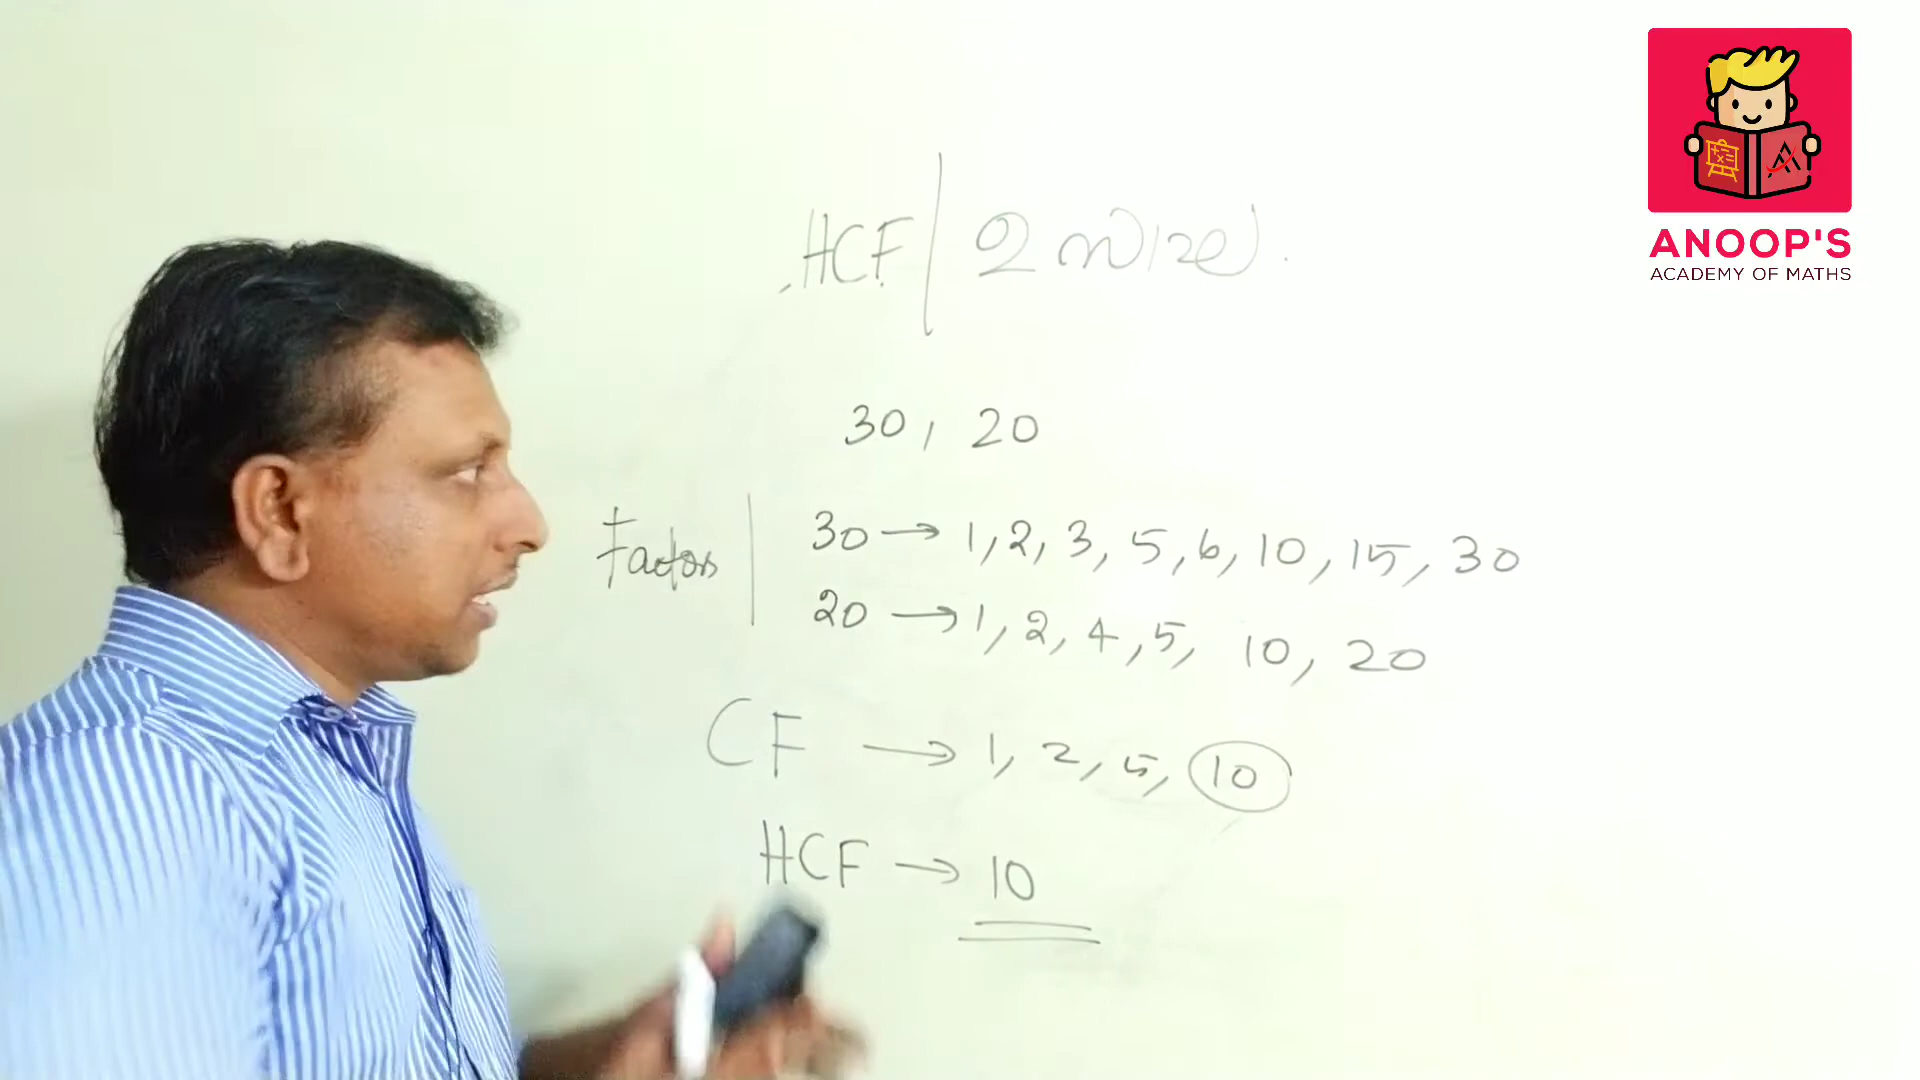 HCF | ഉസാഘ
30, 20
Factors | 30 → 1, 2, 3, 5, 6, 10, 15, 30
20 → 1, 2, 4, 5, 10, 20
CF → 1, 2, 5, 10
HCF → 10
ANOOP'S
ACADEMY OF MATHS